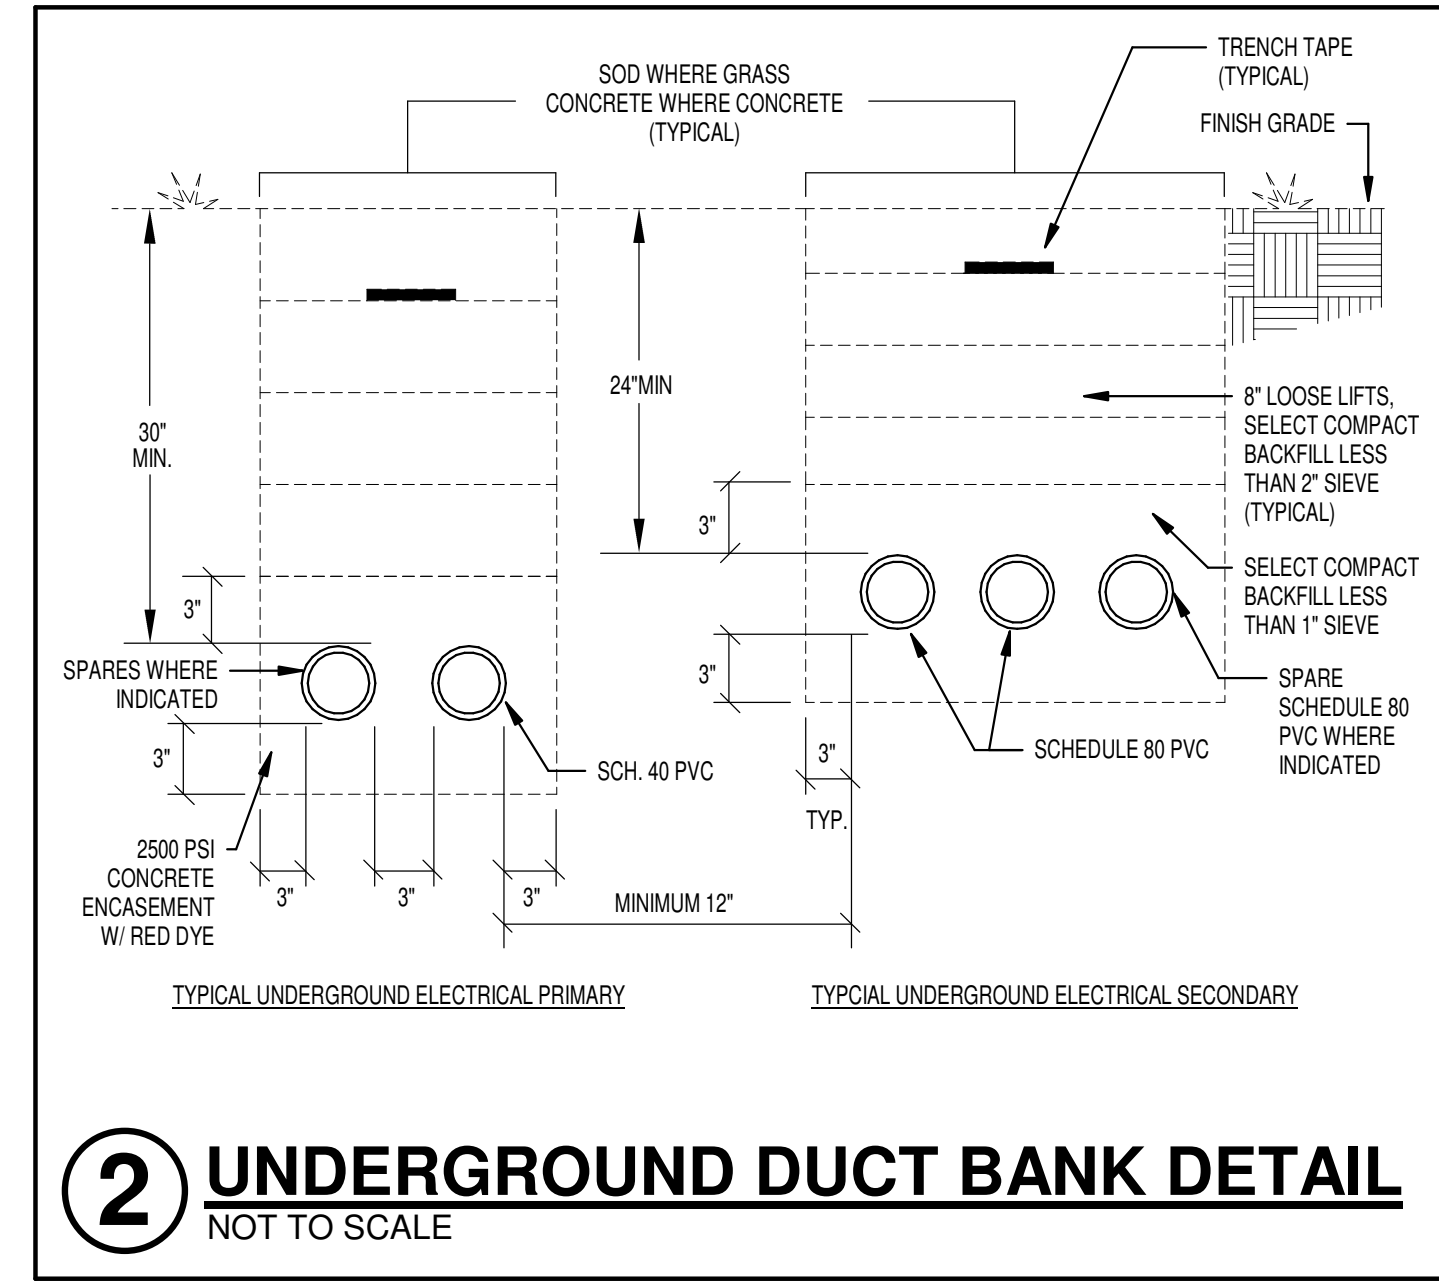 SOD WHERE GRASS
CONCRETE WHERE CONCRETE
(TYPICAL)
TRENCH TAPE
(TYPICAL)
FINISH GRADE
30"
MIN.
24"MIN
8" LOOSE LIFTS,
SELECT COMPACT
BACKFILL LESS
THAN 2" SIEVE
(TYPICAL)
3"
3"
SELECT COMPACT
BACKFILL LESS
THAN 1" SIEVE
SPARES WHERE
INDICATED
3"
SPARE
SCHEDULE 80
PVC WHERE
INDICATED
3"
SCH. 40 PVC
3"
TYP.
SCHEDULE 80 PVC
2500 PSI
CONCRETE
ENCASEMENT
W/ RED DYE
3"
3"
3"
MINIMUM 12"
TYPICAL UNDERGROUND ELECTRICAL PRIMARY
TYPCIAL UNDERGROUND ELECTRICAL SECONDARY
2
UNDERGROUND DUCT BANK DETAIL
NOT TO SCALE